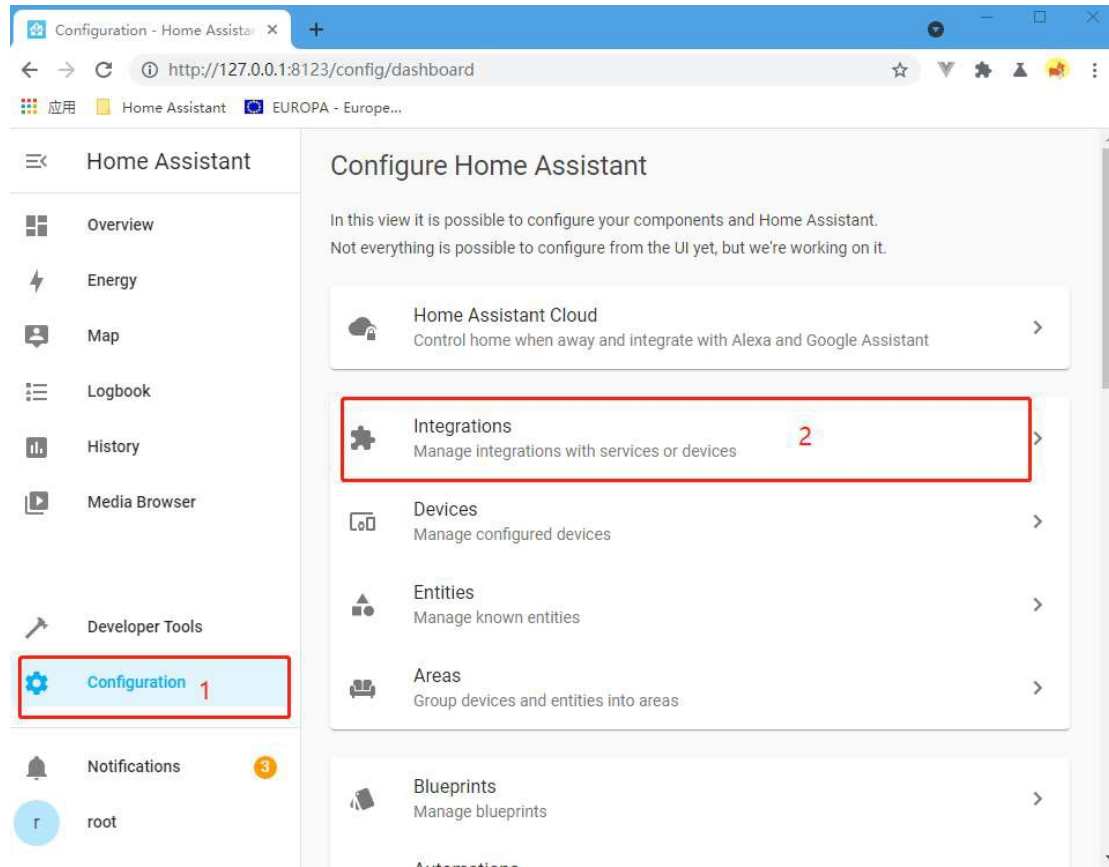 Configuration - Home Assistar
http://127.0.0.1:8123/config/dashboard
应用
Home Assistant
EUROPA - Europe...
Home Assistant
Overview
Energy
Map
Logbook
History
Media Browser
Developer Tools
Configuration 1
Notifications 3
r root
Configure Home Assistant
In this view it is possible to configure your components and Home Assistant.
Not everything is possible to configure from the UI yet, but we're working on it.
Home Assistant Cloud
Control home when away and integrate with Alexa and Google Assistant
Integrations
2
Manage integrations with services or devices
Devices
Manage configured devices
Entities
Manage known entities
Areas
Group devices and entities into areas
Blueprints
Manage blueprints